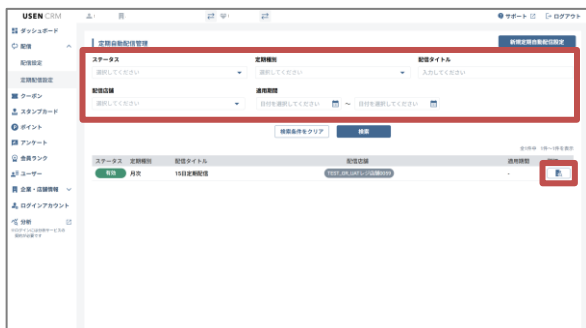 USEN CRM
サポート
ログアウト
ダッシュボード
配信
配信設定
定期配信設定
クーポン
スタンプカード
ポイント
アンケート
会員ランク
ユーザー
企業・店舗情報
ログインアカウント
分析
定期自動配信管理
新規定期自動配信設定
ステータス 定期種別 配信タイトル
選択してください 選択してください 入力してください
配信店舗 適用期間
選択してください 日付を選択してください ～ 日付を選択してください
検索条件をクリア 検索
全1件中 1件～1件を表示
ステータス 定期種別 配信タイトル 配信店舗 適用期間
有効 月次 15日定期配信 -